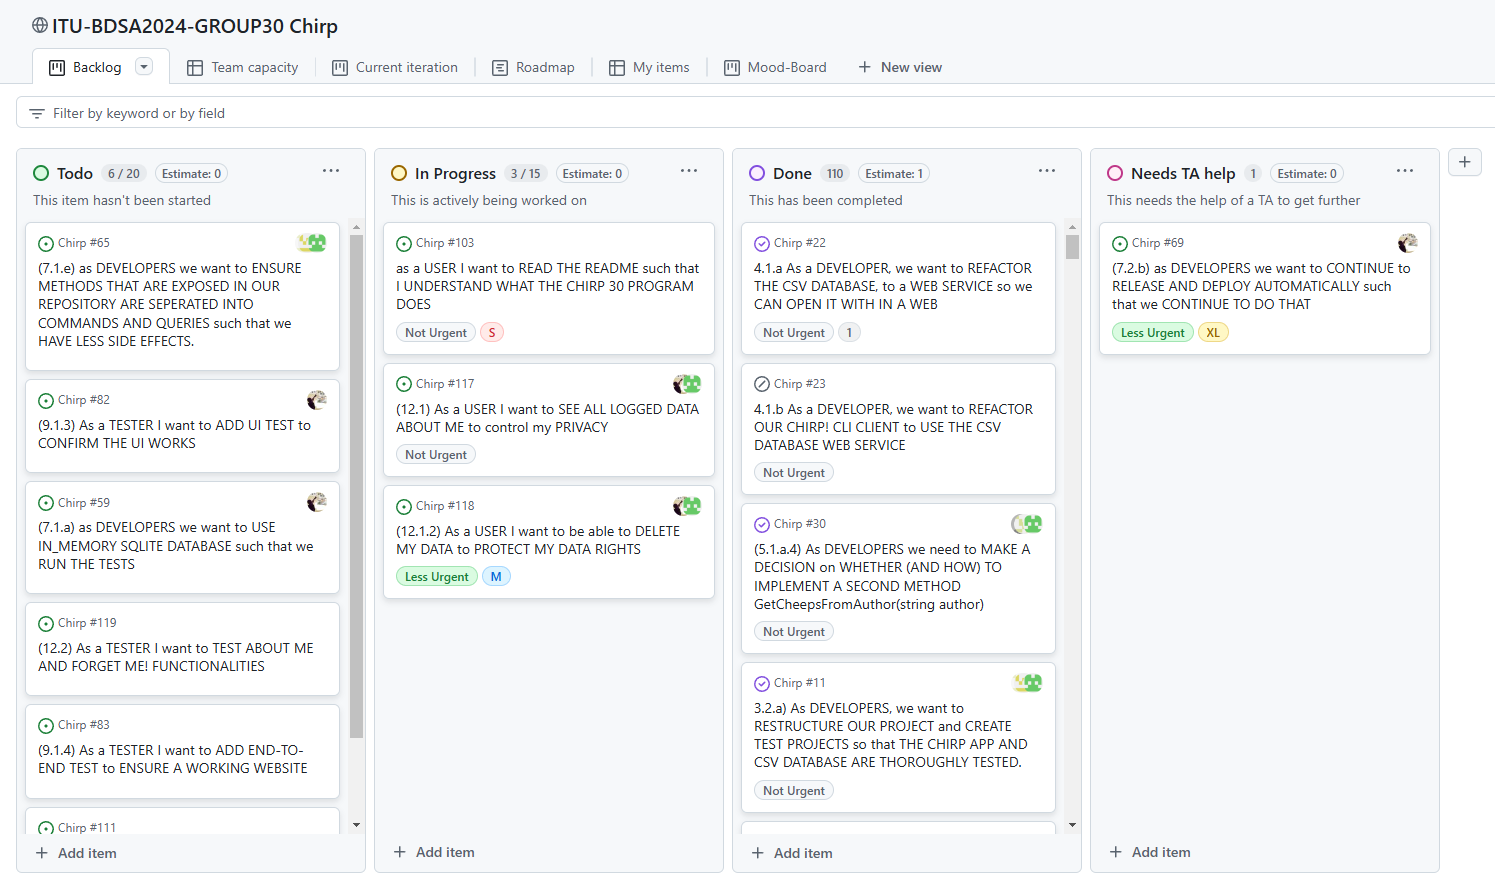 ITU-BDSA2024-GROUP30 Chirp
Backlog
Team capacity
Current iteration
Roadmap
My items
Mood-Board
New view
Filter by keyword or by field
Todo 6 / 20 Estimate: 0
This item hasn't been started
Chirp #65
(7.1.e) as DEVELOPERS we want to ENSURE
METHODS THAT ARE EXPOSED IN OUR
REPOSITORY ARE SEPERATED INTO
COMMANDS AND QUERIES such that we
HAVE LESS SIDE EFFECTS.
Chirp #82
(9.1.3) As a TESTER I want to ADD UI TEST to
CONFIRM THE UI WORKS
Chirp #59
(7.1.a) as DEVELOPERS we want to USE
IN_MEMORY SQLITE DATABASE such that we
RUN THE TESTS
Chirp #119
(12.2) As a TESTER I want to TEST ABOUT ME
AND FORGET ME! FUNCTIONALITIES
Chirp #83
(9.1.4) As a TESTER I want to ADD END-TO-
END TEST to ENSURE A WORKING WEBSITE
Chirp #111
Add item
In Progress 3 / 15 Estimate: 0
This is actively being worked on
Chirp #103
as a USER I want to READ THE README such that
I UNDERSTAND WHAT THE CHIRP 30 PROGRAM
DOES
Not Urgent S
Chirp #117
(12.1) As a USER I want to SEE ALL LOGGED DATA
ABOUT ME to control my PRIVACY
Not Urgent
Chirp #118
(12.1.2) As a USER I want to be able to DELETE
MY DATA to PROTECT MY DATA RIGHTS
Less Urgent M
Add item
Done 110 Estimate: 1
This has been completed
Chirp #22
4.1.a As a DEVELOPER, we want to REFACTOR
THE CSV DATABASE, to a WEB SERVICE so we
CAN OPEN IT WITH IN A WEB
Not Urgent 1
Chirp #23
4.1.b As a DEVELOPER, we want to REFACTOR
OUR CHIRP! CLI CLIENT to USE THE CSV
DATABASE WEB SERVICE
Not Urgent
Chirp #30
(5.1.a.4) As DEVELOPERS we need to MAKE A
DECISION on WHETHER (AND HOW) TO
IMPLEMENT A SECOND METHOD
GetCheepsFromAuthor(string author)
Not Urgent
Chirp #11
3.2.a) As DEVELOPERS, we want to
RESTRUCTURE OUR PROJECT and CREATE
TEST PROJECTS so that THE CHIRP APP AND
CSV DATABASE ARE THOROUGHLY TESTED.
Not Urgent
Add item
Needs TA help 1 Estimate: 0
This needs the help of a TA to get further
Chirp #69
(7.2.b) as DEVELOPERS we want to CONTINUE to
RELEASE AND DEPLOY AUTOMATICALLY such
that we CONTINUE TO DO THAT
Less Urgent XL
Add item